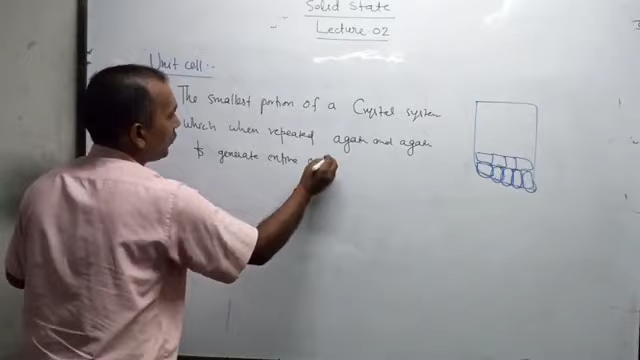 Solid State
Lecture 02
Unit cell :-
The smallest portion of a Crystal system
which when repeated again and again
to generate entire